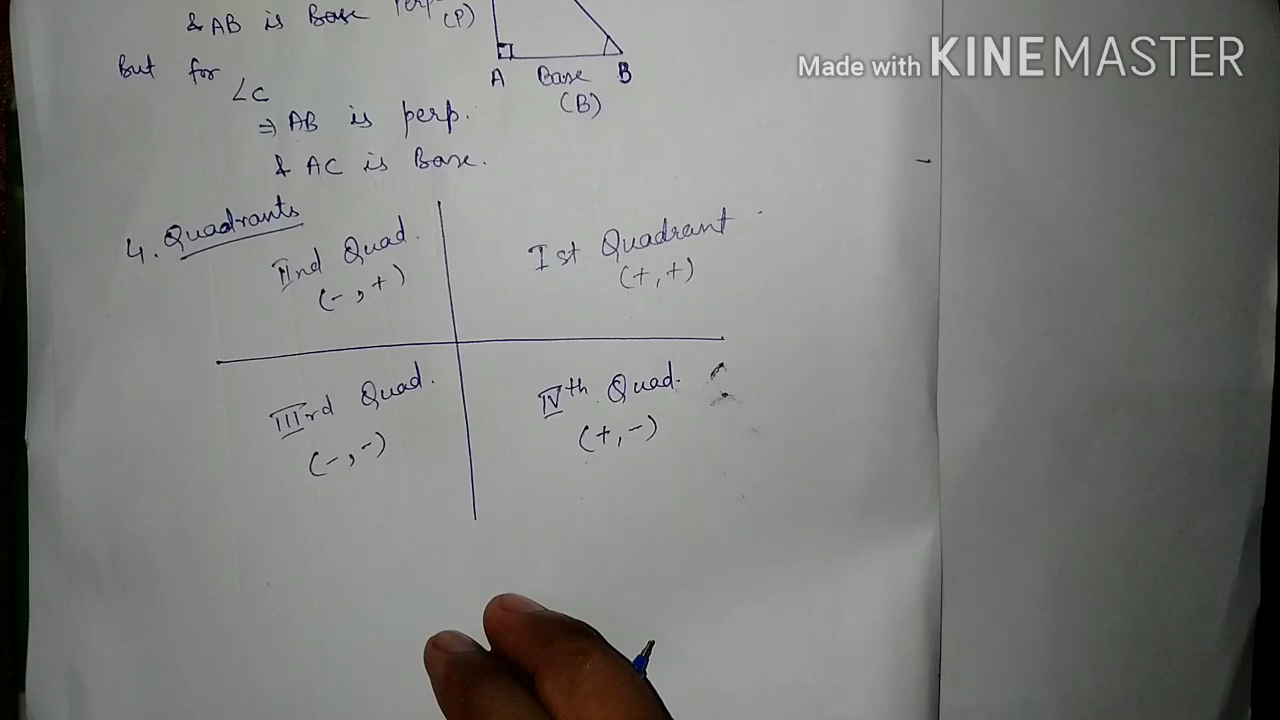 & AB is Base Perp.
(P)
But for
∠C
A Base B
(B)
⇒ AB is perp.
& AC is Base.
4. Quadrants
IInd Quad.
(-,+)
Ist Quadrant
(+,+)
IIIrd Quad.
(-,-)
IVth Quad.
(+,-)
Made with KINEMASTER